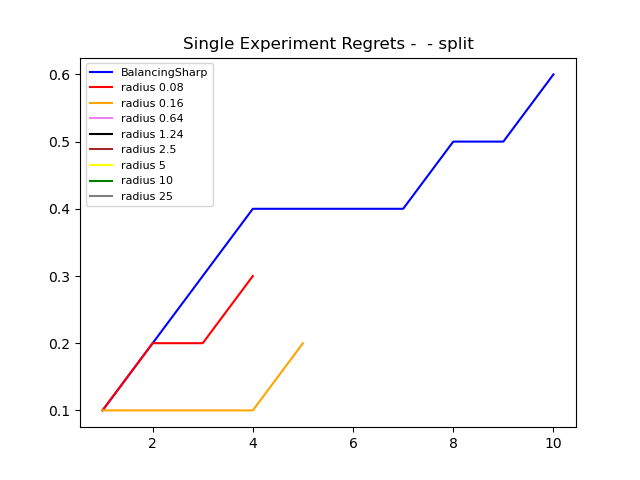 Single Experiment Regrets -  - split
BalancingSharp
radius 0.08
radius 0.16
radius 0.64
radius 1.24
radius 2.5
radius 5
radius 10
radius 25
0.6
0.5
0.4
0.3
0.2
0.1
2 4 6 8 10